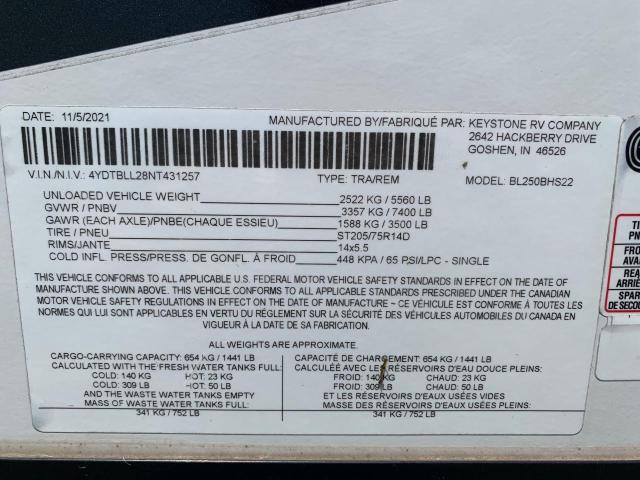 DATE: 11/5/2021
MANUFACTURED BY/FABRIQUÉ PAR: KEYSTONE RV COMPANY
2642 HACKBERRY DRIVE
GOSHEN, IN 46526
V.I.N./N.I.V.: 4YDTBLL28NT431257 TYPE: TRA/REM MODEL: BL250BHS22
UNLOADED VEHICLE WEIGHT 2522 KG / 5560 LB
GVWR / PNBV 3357 KG / 7400 LB
GAWR (EACH AXLE)/PNBE(CHAQUE ESSIEU) 1588 KG / 3500 LB
TIRE / PNEU ST205/75R14D
RIMS/JANTE 14x5.5
COLD INFL. PRESS/PRESS. DE GONFL. À FROID 448 KPA / 65 PSI/LPC - SINGLE
THIS VEHICLE CONFORMS TO ALL APPLICABLE U.S. FEDERAL MOTOR VEHICLE SAFETY STANDARDS IN EFFECT ON THE DATE OF
MANUFACTURE SHOWN ABOVE. THIS VEHICLE CONFORMS TO ALL APPLICABLE STANDARDS PRESCRIBED UNDER THE CANADIAN
MOTOR VEHICLE SAFETY REGULATIONS IN EFFECT ON THE DATE OF MANUFACTURE ~ CE VÉHICULE EST CONFORME À TOUTES LES
NORMES QUI LUI SONT APPLICABLES EN VERTU DU RÈGLEMENT SUR LA SÉCURITÉ DES VÉHICULES AUTOMOBILES DU CANADA EN
VIGUEUR À LA DATE DE SA FABRICATION.
ALL WEIGHTS ARE APPROXIMATE.
CARGO-CARRYING CAPACITY: 654 KG / 1441 LB
CALCULATED WITH THE FRESH WATER TANKS FULL:
COLD: 140 KG HOT: 23 KG
COLD: 309 LB HOT: 50 LB
AND THE WASTE WATER TANKS EMPTY
MASS OF WASTE WATER TANKS FULL:
341 KG / 752 LB
CAPACITÉ DE CHARGEMENT: 654 KG / 1441 LB
CALCULÉE AVEC LES RÉSERVOIRS D'EAU DOUCE PLEINS:
FROID: 140 KG CHAUD: 23 KG
FROID: 309 LB CHAUD: 50 LB
ET LES RÉSERVOIRS D'EAUX USÉES VIDES
MASSE DES RÉSERVOIRS D'EAUX USÉES PLEINS:
341 KG / 752 LB
FRO
AVA
REA
ARRIÈ
SPAR
DE SECOU